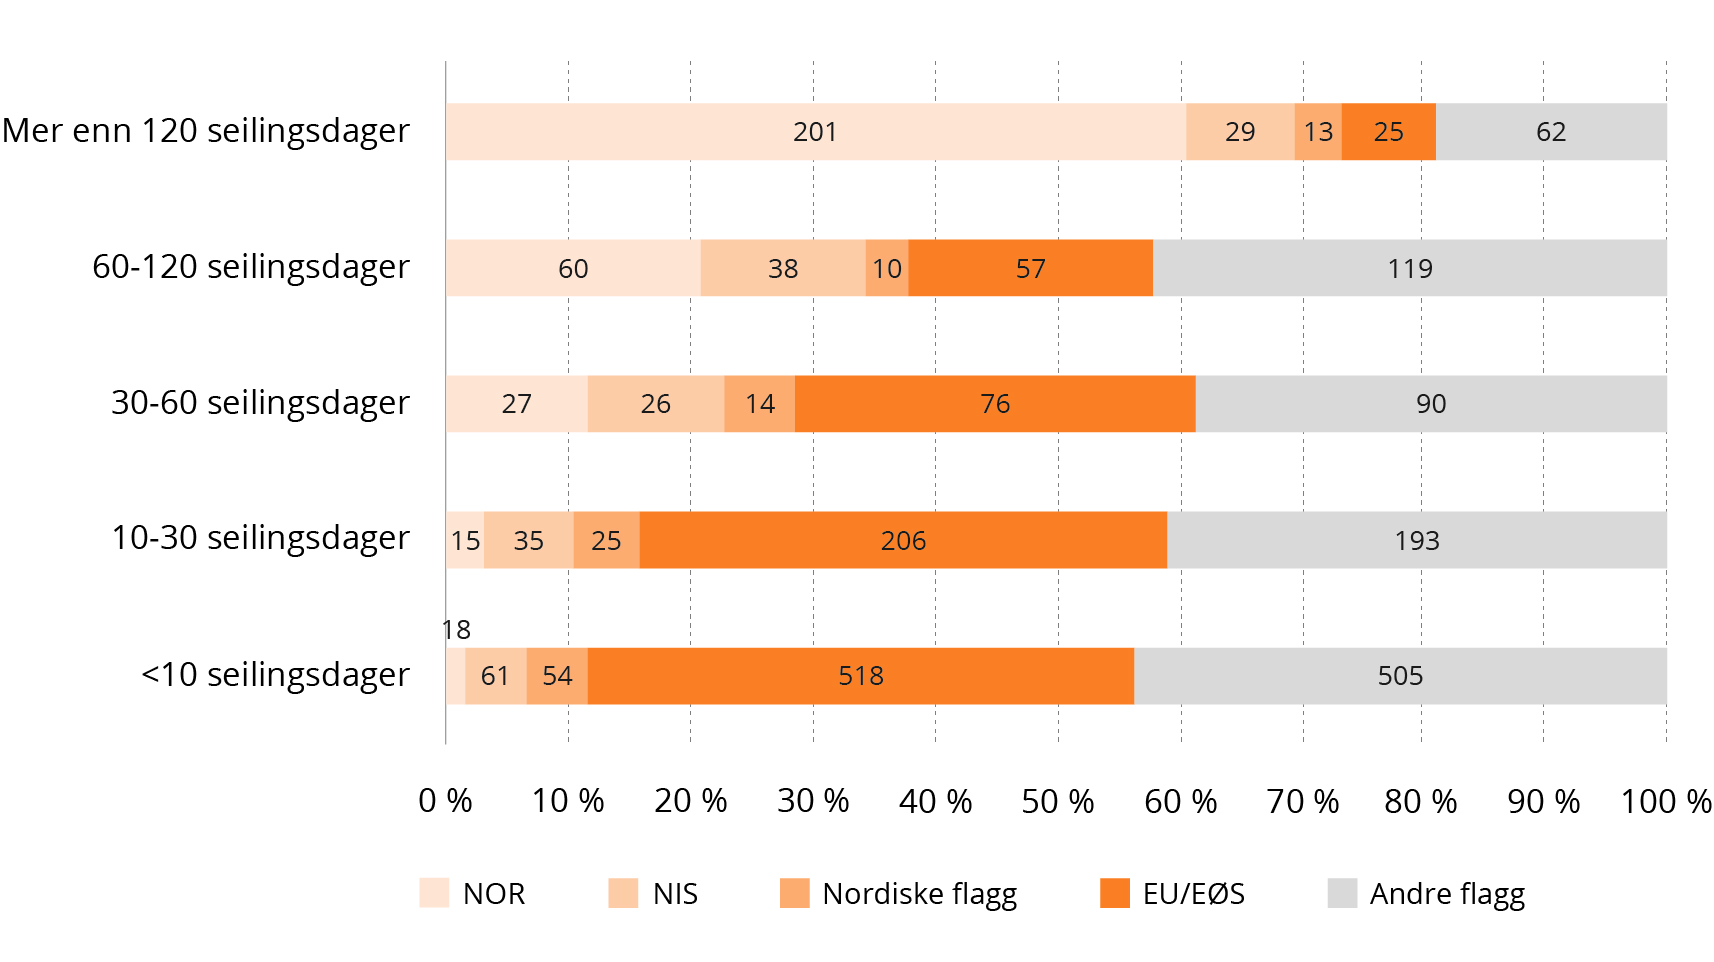 Mer enn 120 seilingsdager 201 29 13 25 62
60-120 seilingsdager 60 38 10 57 119
30-60 seilingsdager 27 26 14 76 90
10-30 seilingsdager 15 35 25 206 193
18
<10 seilingsdager 61 54 518 505
0 % 10 % 20 % 30 % 40 % 50 % 60 % 70 % 80 % 90 % 100 %
NOR NIS Nordiske flagg EU/EØS Andre flagg